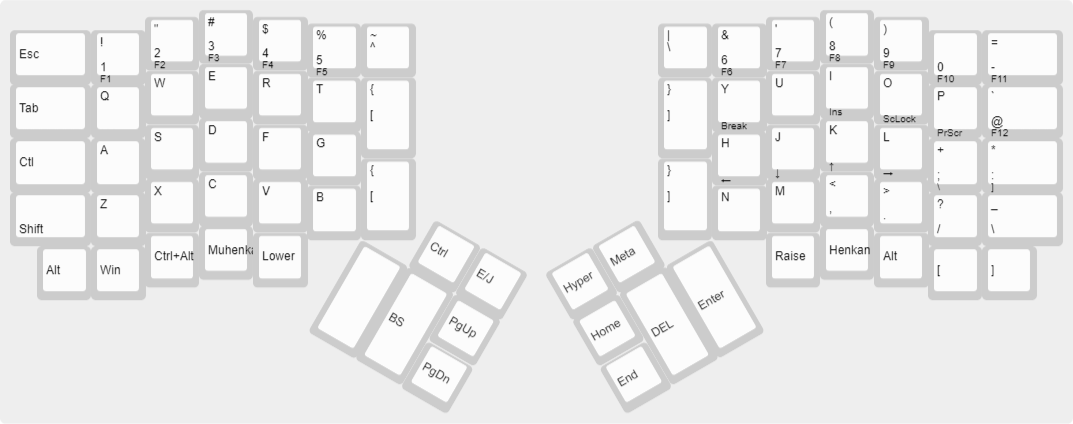 Esc
!
1
F1
"
2
F2
#
3
F3
$
4
F4
%
5
F5
~
^
|
\
&
6
F6
'
7
F7
(
8
F8
)
9
F9
0
F10
=
-
F11
Tab
Q
W
E
R
T
{
[
}
]
Y
Break
U
I
Ins
O
ScLock
P
PrScr
`
@
F12
Ctl
A
S
D
F
G
H
←
J
↓
K
↑
L
→
+
;
\
*
:
]
Shift
Z
X
C
V
B
{
[
}
]
N
M
<
,
>
.
?
/
_
\
Alt
Win
Ctrl+Alt
Muhenka
Lower
Raise
Henkan
Alt
[
]
Ctrl
E/J
BS
PgUp
PgDn
Hyper
Meta
Home
DEL
Enter
End